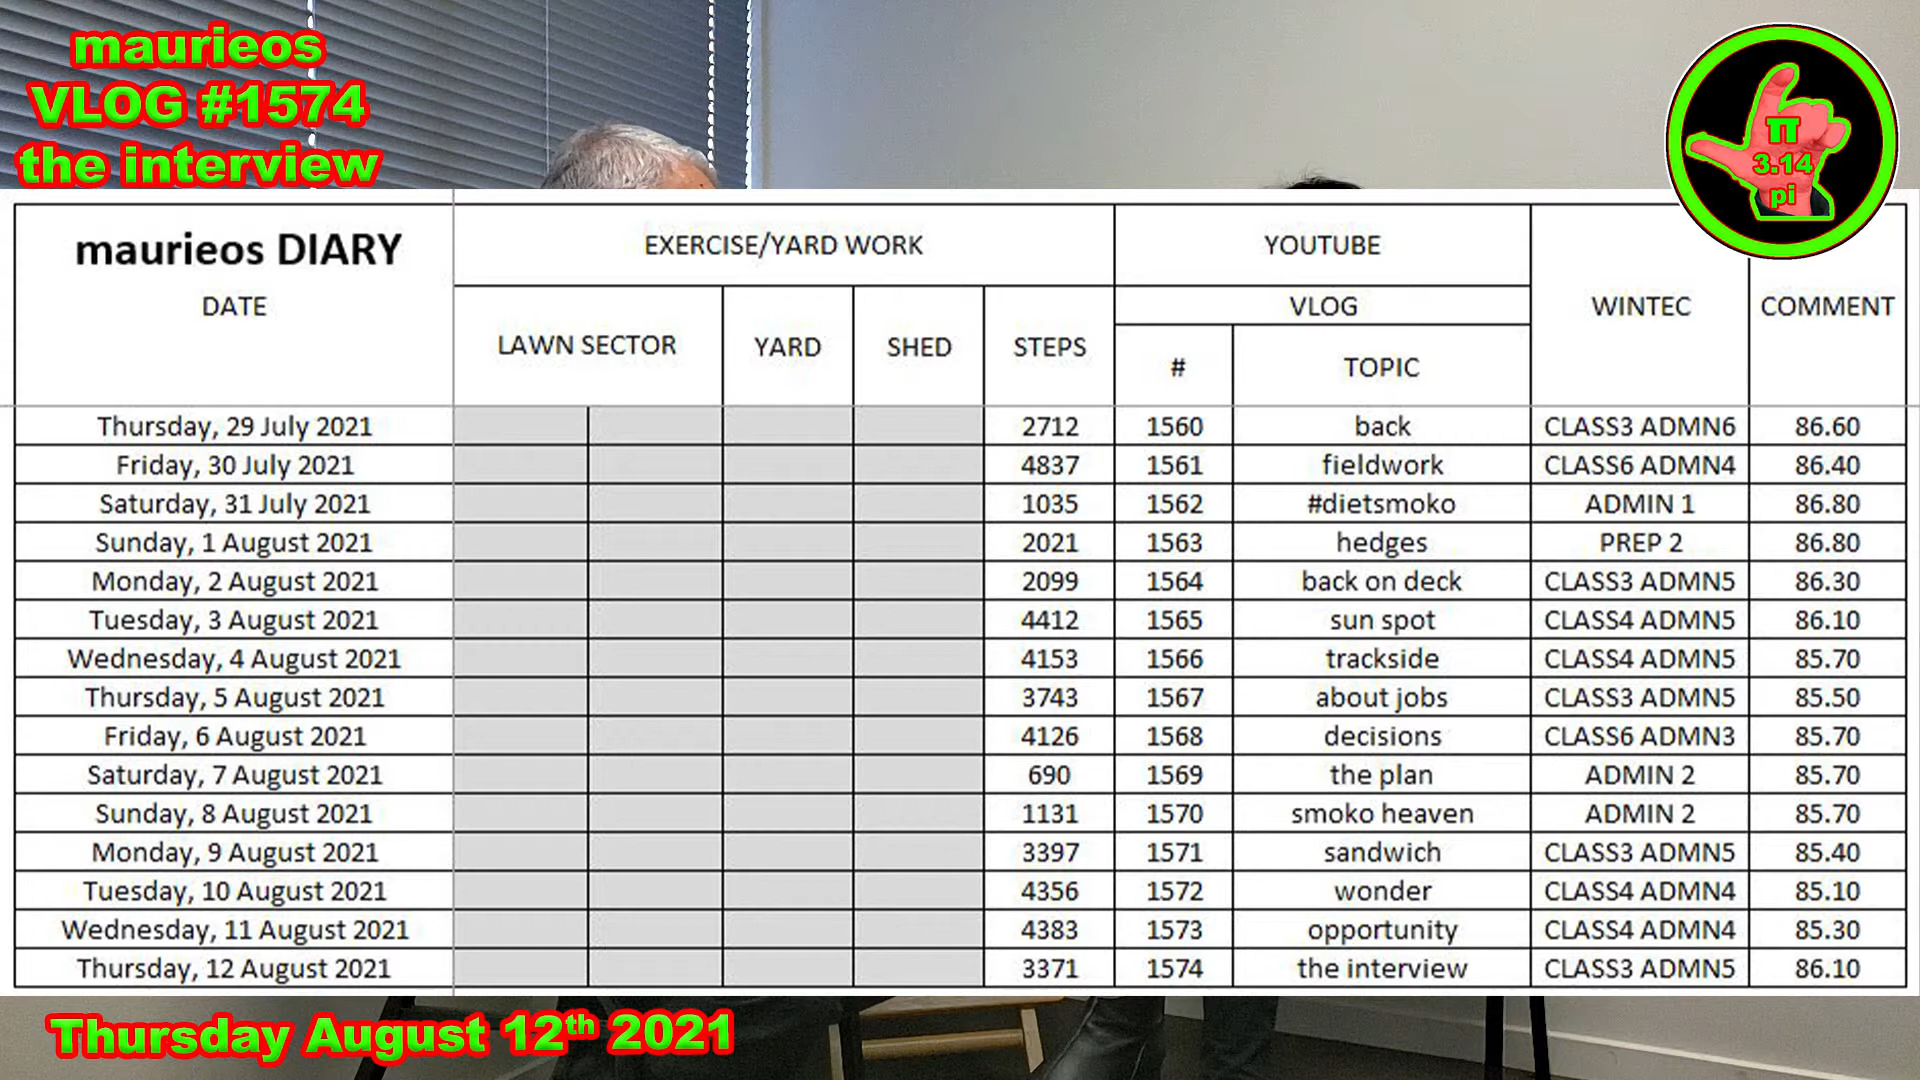 maurieos
VLOG #1574
the interview
π
3.14
pi
maurieos DIARY
DATE
EXERCISE/YARD WORK
YOUTUBE
WINTEC
COMMENT
LAWN SECTOR
YARD
SHED
STEPS
VLOG
#
TOPIC
Thursday, 29 July 2021 2712 1560 back CLASS3 ADMN6 86.60
Friday, 30 July 2021 4837 1561 fieldwork CLASS6 ADMN4 86.40
Saturday, 31 July 2021 1035 1562 #dietsmoko ADMIN 1 86.80
Sunday, 1 August 2021 2021 1563 hedges PREP 2 86.80
Monday, 2 August 2021 2099 1564 back on deck CLASS3 ADMN5 86.30
Tuesday, 3 August 2021 4412 1565 sun spot CLASS4 ADMN5 86.10
Wednesday, 4 August 2021 4153 1566 trackside CLASS4 ADMN5 85.70
Thursday, 5 August 2021 3743 1567 about jobs CLASS3 ADMN5 85.50
Friday, 6 August 2021 4126 1568 decisions CLASS6 ADMN3 85.70
Saturday, 7 August 2021 690 1569 the plan ADMIN 2 85.70
Sunday, 8 August 2021 1131 1570 smoko heaven ADMIN 2 85.70
Monday, 9 August 2021 3397 1571 sandwich CLASS3 ADMN5 85.40
Tuesday, 10 August 2021 4356 1572 wonder CLASS4 ADMN4 85.10
Wednesday, 11 August 2021 4383 1573 opportunity CLASS4 ADMN4 85.30
Thursday, 12 August 2021 3371 1574 the interview CLASS3 ADMN5 86.10
Thursday August 12th 2021